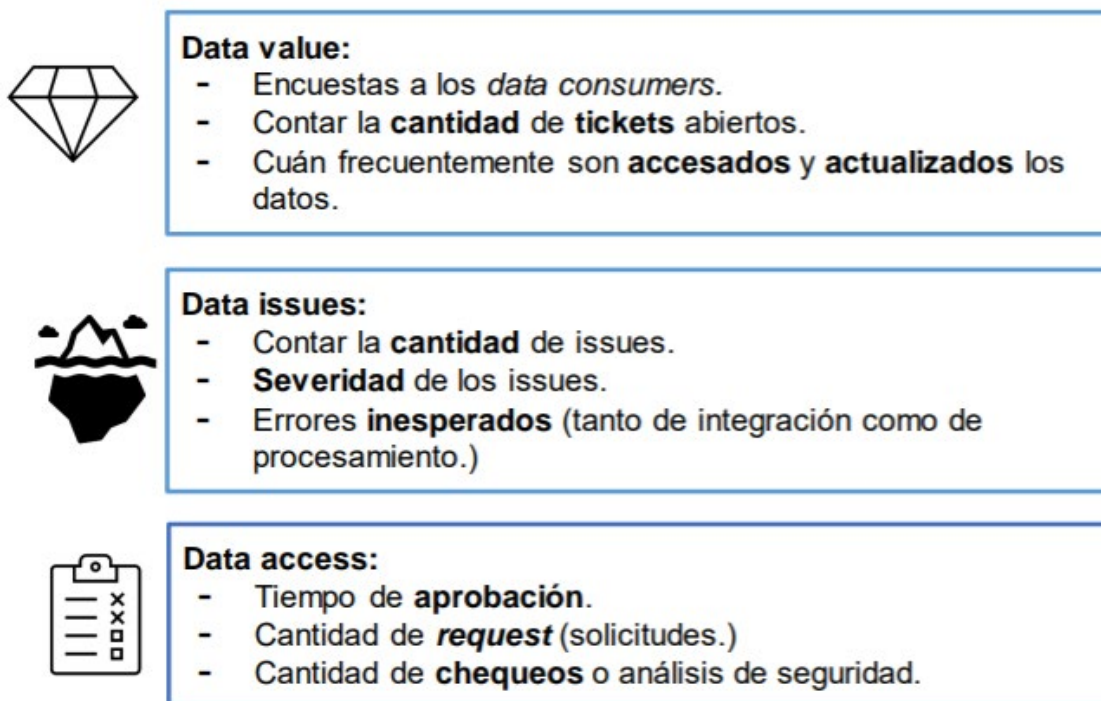 Data value:
- Encuestas a los data consumers.
- Contar la cantidad de tickets abiertos.
- Cuán frecuentemente son accesados y actualizados los
datos.
Data issues:
- Contar la cantidad de issues.
- Severidad de los issues.
- Errores inesperados (tanto de integración como de
procesamiento.)
Data access:
- Tiempo de aprobación.
- Cantidad de request (solicitudes.)
- Cantidad de chequeos o análisis de seguridad.